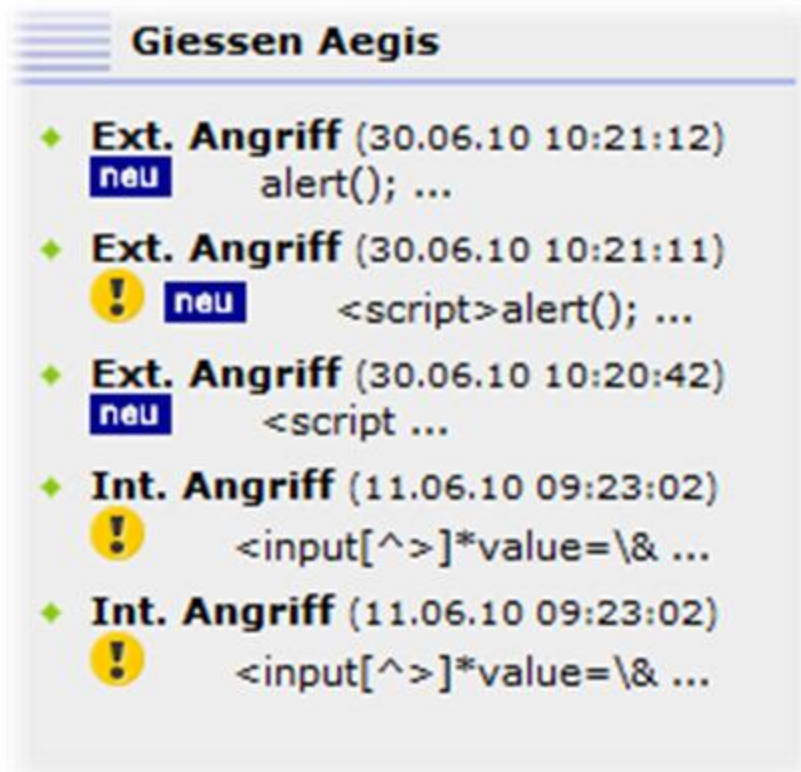 Giessen Aegis
Ext. Angriff (30.06.10 10:21:12)
neu alert(); ...
Ext. Angriff (30.06.10 10:21:11)
! neu <script>alert(); ...
Ext. Angriff (30.06.10 10:20:42)
neu <script ...
Int. Angriff (11.06.10 09:23:02)
! <input[^>]*value=\& ...
Int. Angriff (11.06.10 09:23:02)
! <input[^>]*value=\& ...